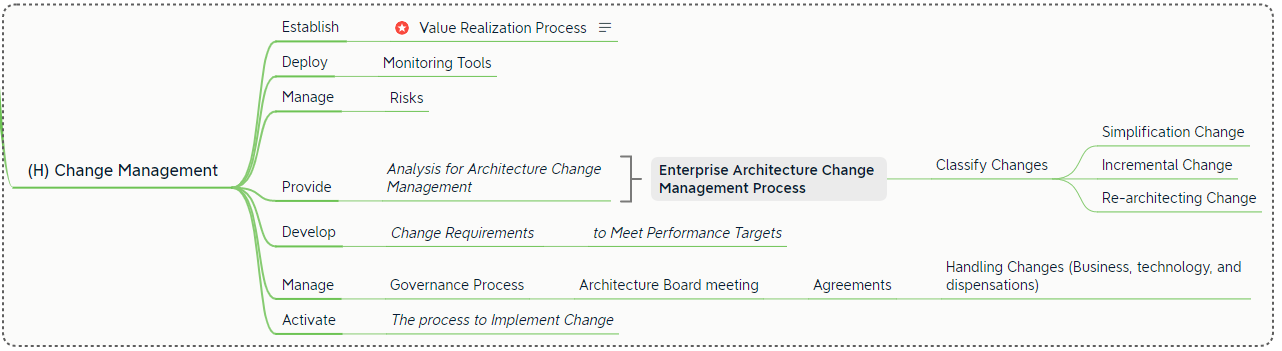 Establish
Value Realization Process
Deploy
Monitoring Tools
Manage
Risks
(H) Change Management
Provide
Analysis for Architecture Change
Management
Enterprise Architecture Change
Management Process
Classify Changes
Simplification Change
Incremental Change
Re-architecting Change
Develop
Change Requirements
to Meet Performance Targets
Manage
Governance Process
Architecture Board meeting
Agreements
Handling Changes (Business, technology, and
dispensations)
Activate
The process to Implement Change